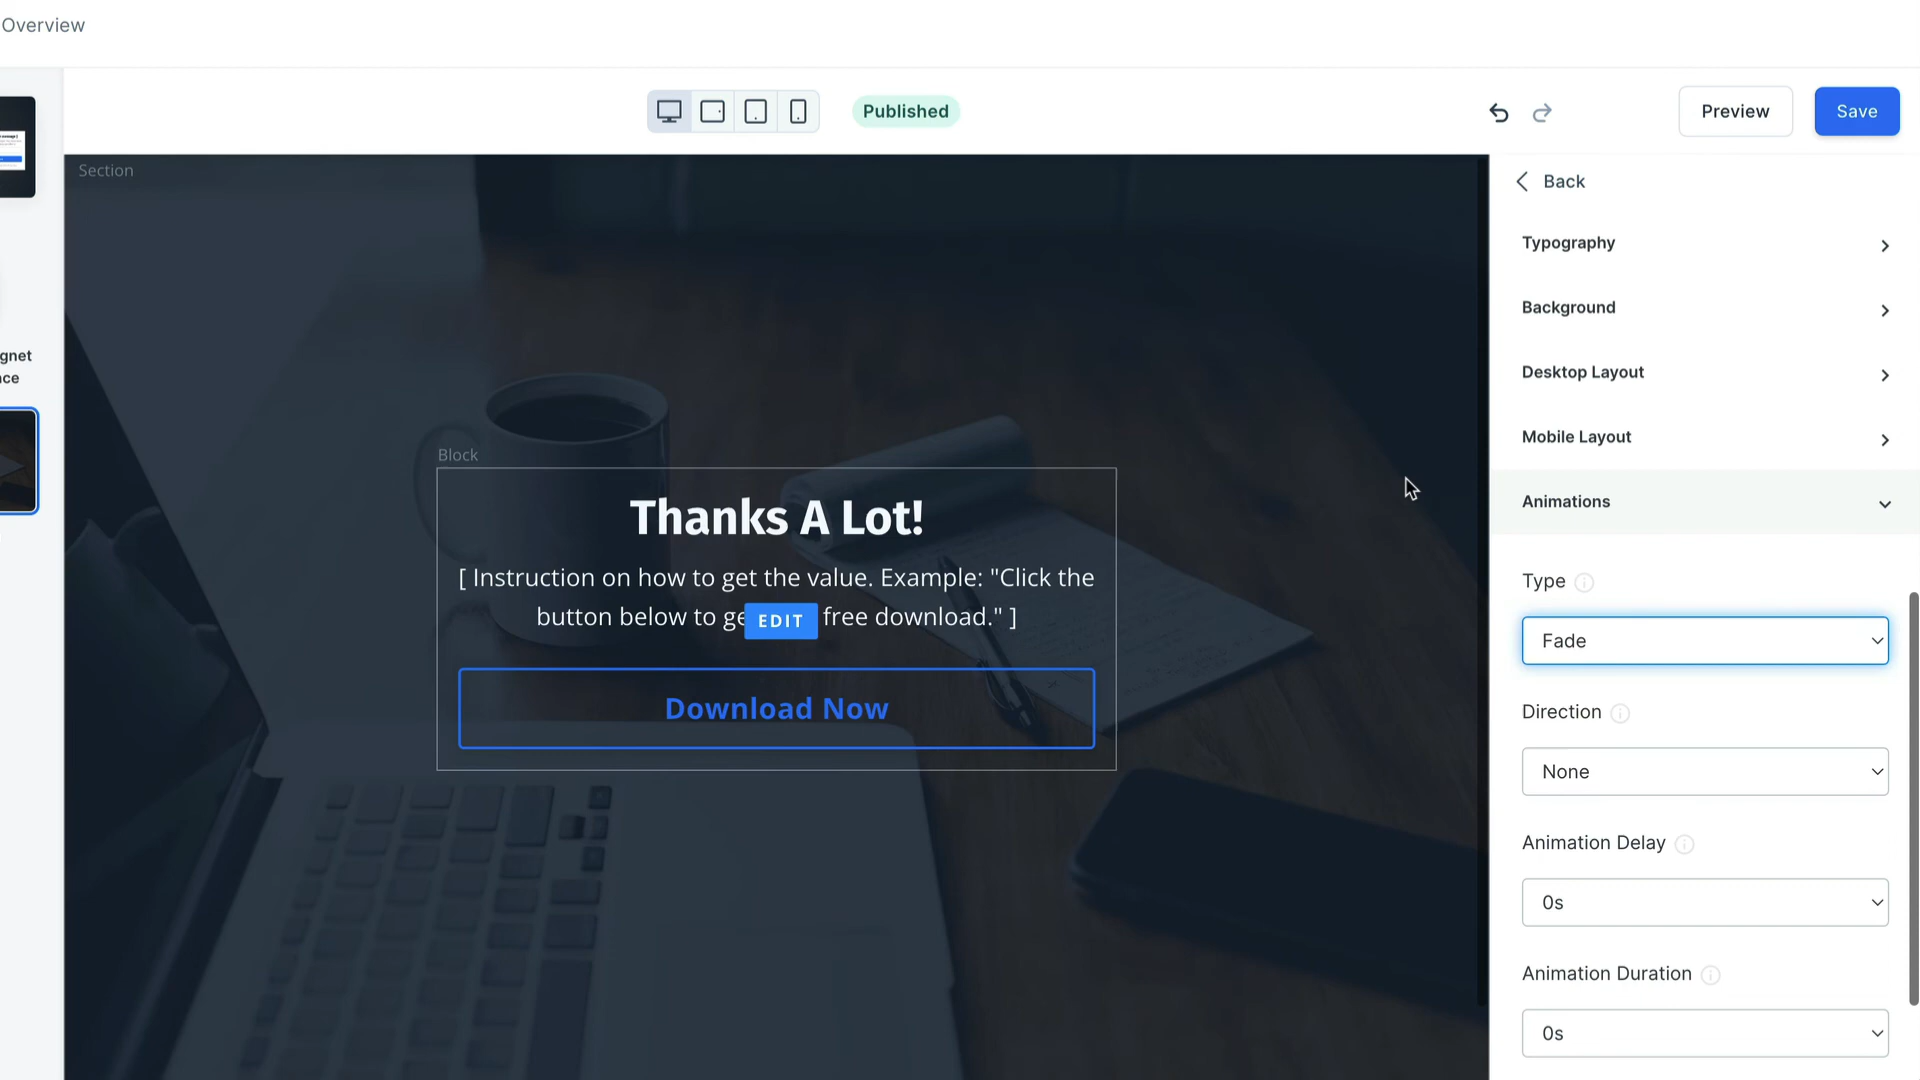 Overview
Published
Preview
Save
Section
Back
Typography
Background
Desktop Layout
Mobile Layout
Animations
gnet
ce
Block
Thanks A Lot!
[ Instruction on how to get the value. Example: "Click the
button below to ge
EDIT
free download." ]
Download Now
Type
Fade
Direction
None
Animation Delay
0s
Animation Duration
0s